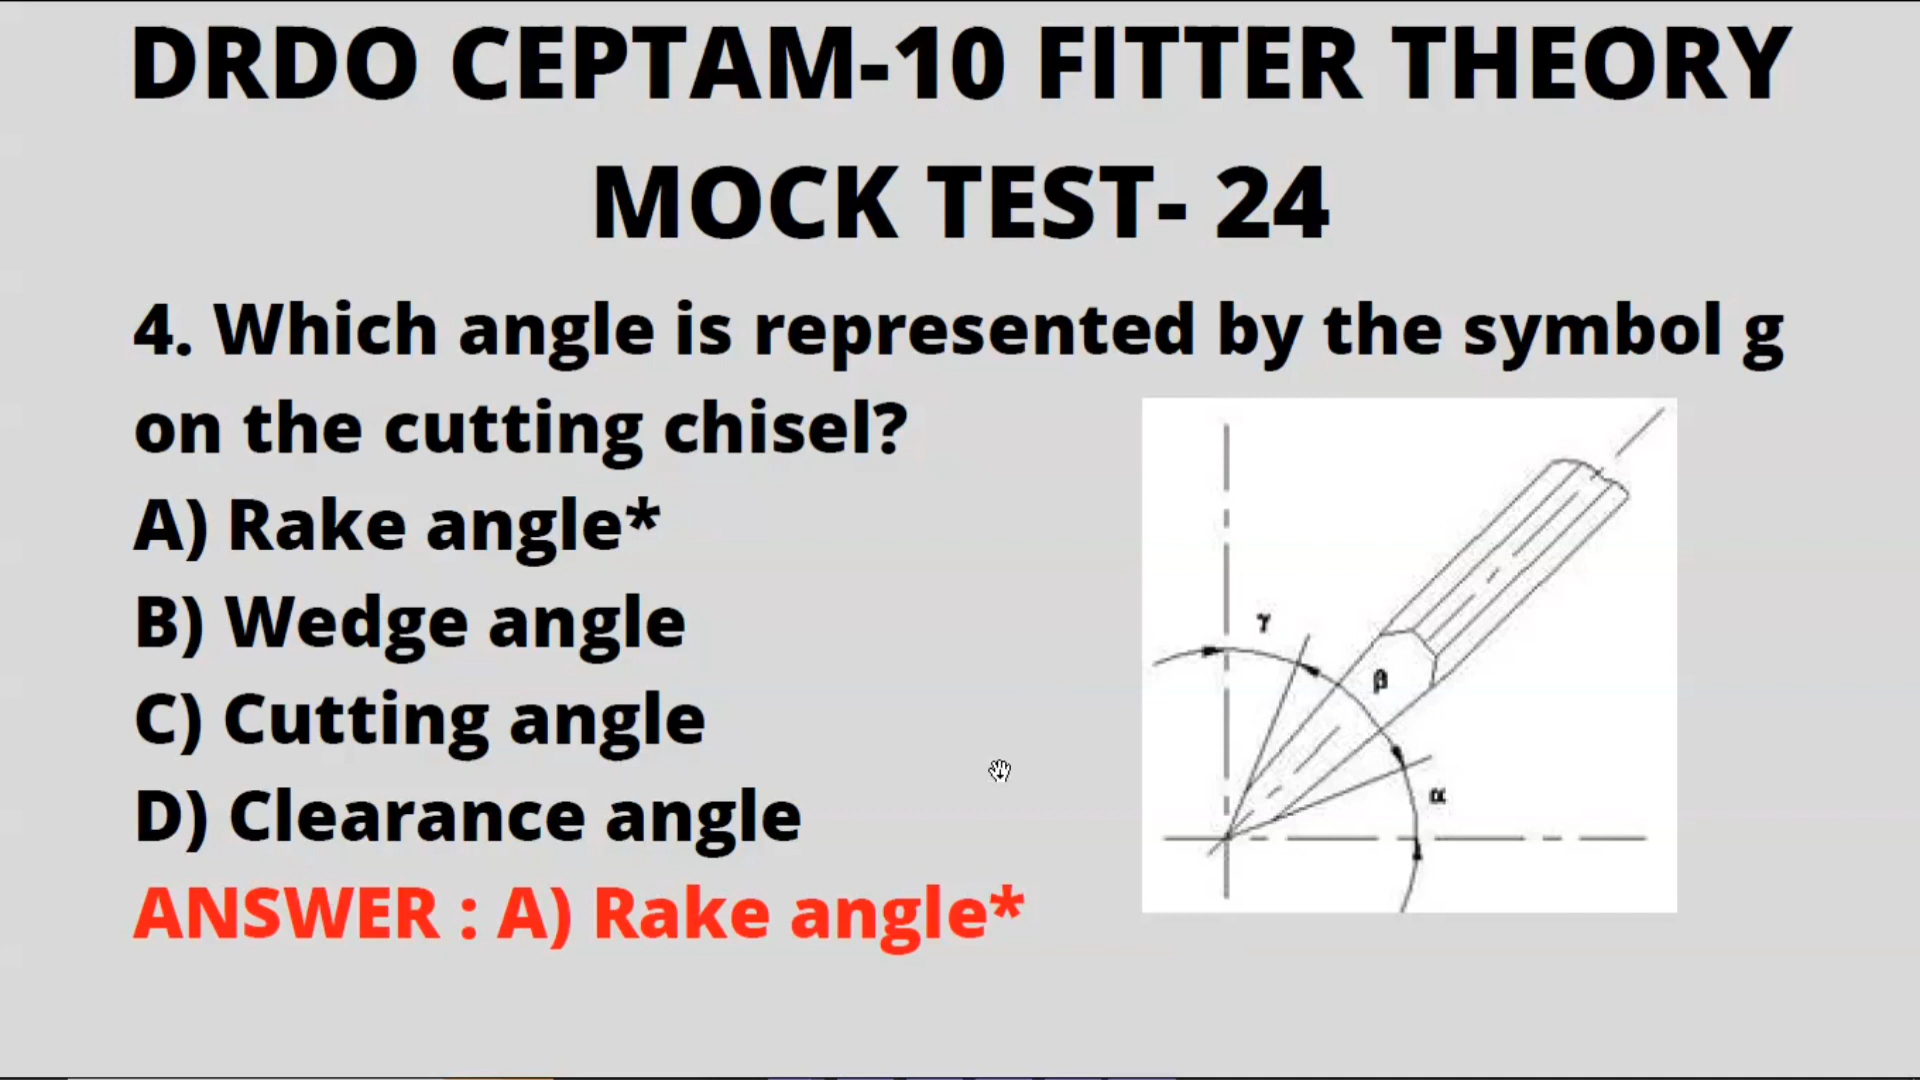 DRDO CEPTAM-10 FITTER THEORY
MOCK TEST- 24
4. Which angle is represented by the symbol g
on the cutting chisel?
A) Rake angle*
B) Wedge angle
C) Cutting angle
D) Clearance angle
ANSWER : A) Rake angle*
γ
β
α